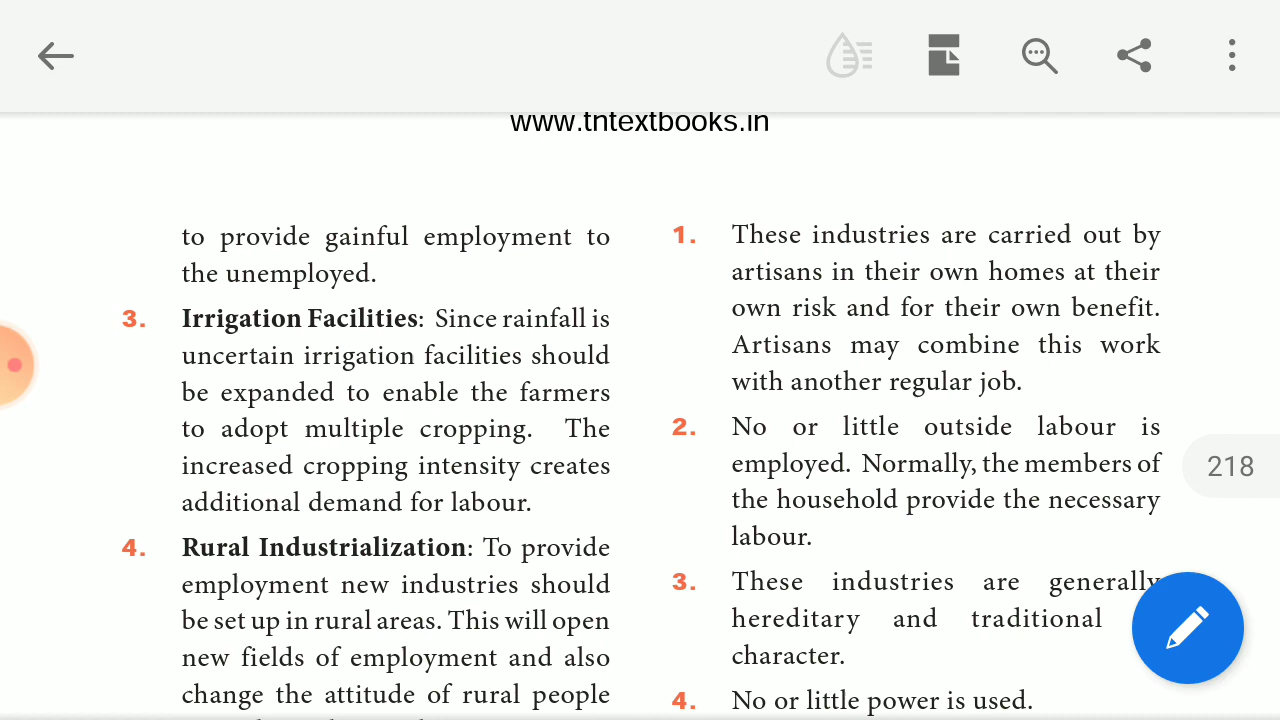 www.tntextbooks.in
to provide gainful employment to
the unemployed.
3. Irrigation Facilities: Since rainfall is
uncertain irrigation facilities should
be expanded to enable the farmers
to adopt multiple cropping. The
increased cropping intensity creates
additional demand for labour.
4. Rural Industrialization: To provide
employment new industries should
be set up in rural areas. This will open
new fields of employment and also
change the attitude of rural people
1. These industries are carried out by
artisans in their own homes at their
own risk and for their own benefit.
Artisans may combine this work
with another regular job.
2. No or little outside labour is
employed. Normally, the members of
the household provide the necessary
labour.
3. These industries are generally
hereditary and traditional
character.
4. No or little power is used.
218